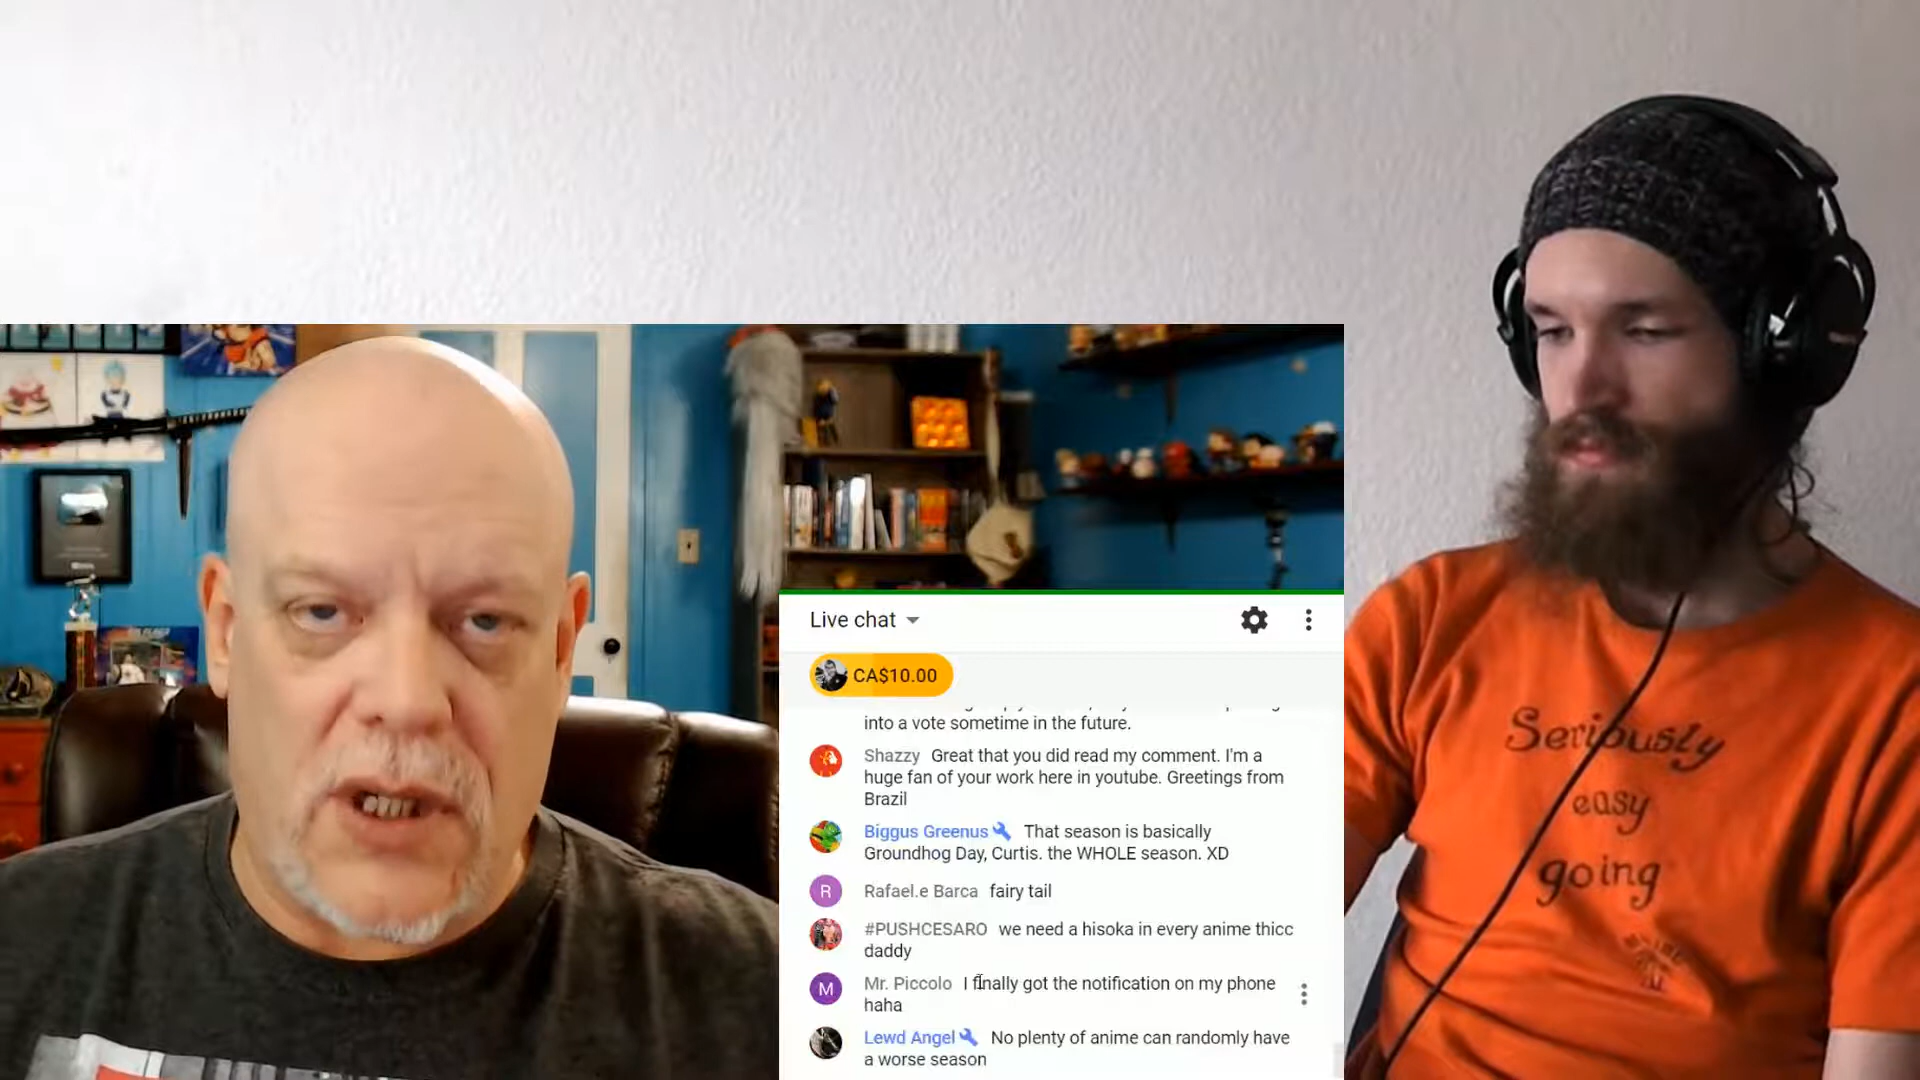 Live chat
CA$10.00
into a vote sometime in the future.
Shazzy Great that you did read my comment. I'm a
huge fan of your work here in youtube. Greetings from
Brazil
Biggus Greenus That season is basically
Groundhog Day, Curtis. the WHOLE season. XD
R Rafael.e Barca fairy tail
#PUSHCESARO we need a hisoka in every anime thicc
daddy
M Mr. Piccolo I finally got the notification on my phone
haha
Lewd Angel No plenty of anime can randomly have
a worse season
Seriously
easy
going